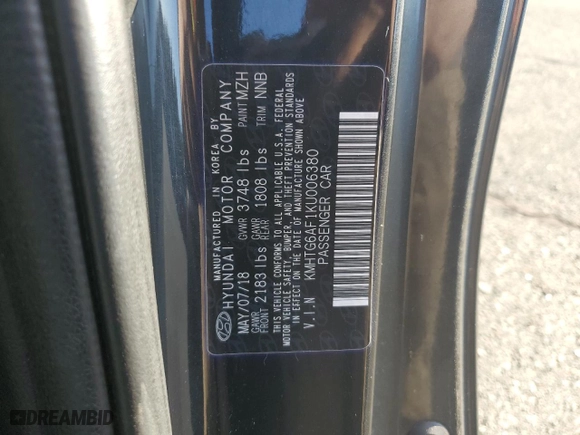 MANUFACTURED IN KOREA BY
HYUNDAI MOTOR COMPANY
MAY/07/18 GVWR 3748 lbs PAINT MZH
GAWR FRONT 2183 lbs GAWR REAR 1808 lbs TRIM NNB
THIS VEHICLE CONFORMS TO ALL APPLICABLE U.S.A. FEDERAL
MOTOR VEHICLE SAFETY, BUMPER, AND THEFT PREVENTION STANDARDS
IN EFFECT ON THE DATE OF MANUFACTURE SHOWN ABOVE
V.I.N KMHTG6AF1KU006380
PASSENGER CAR
DREAMBID